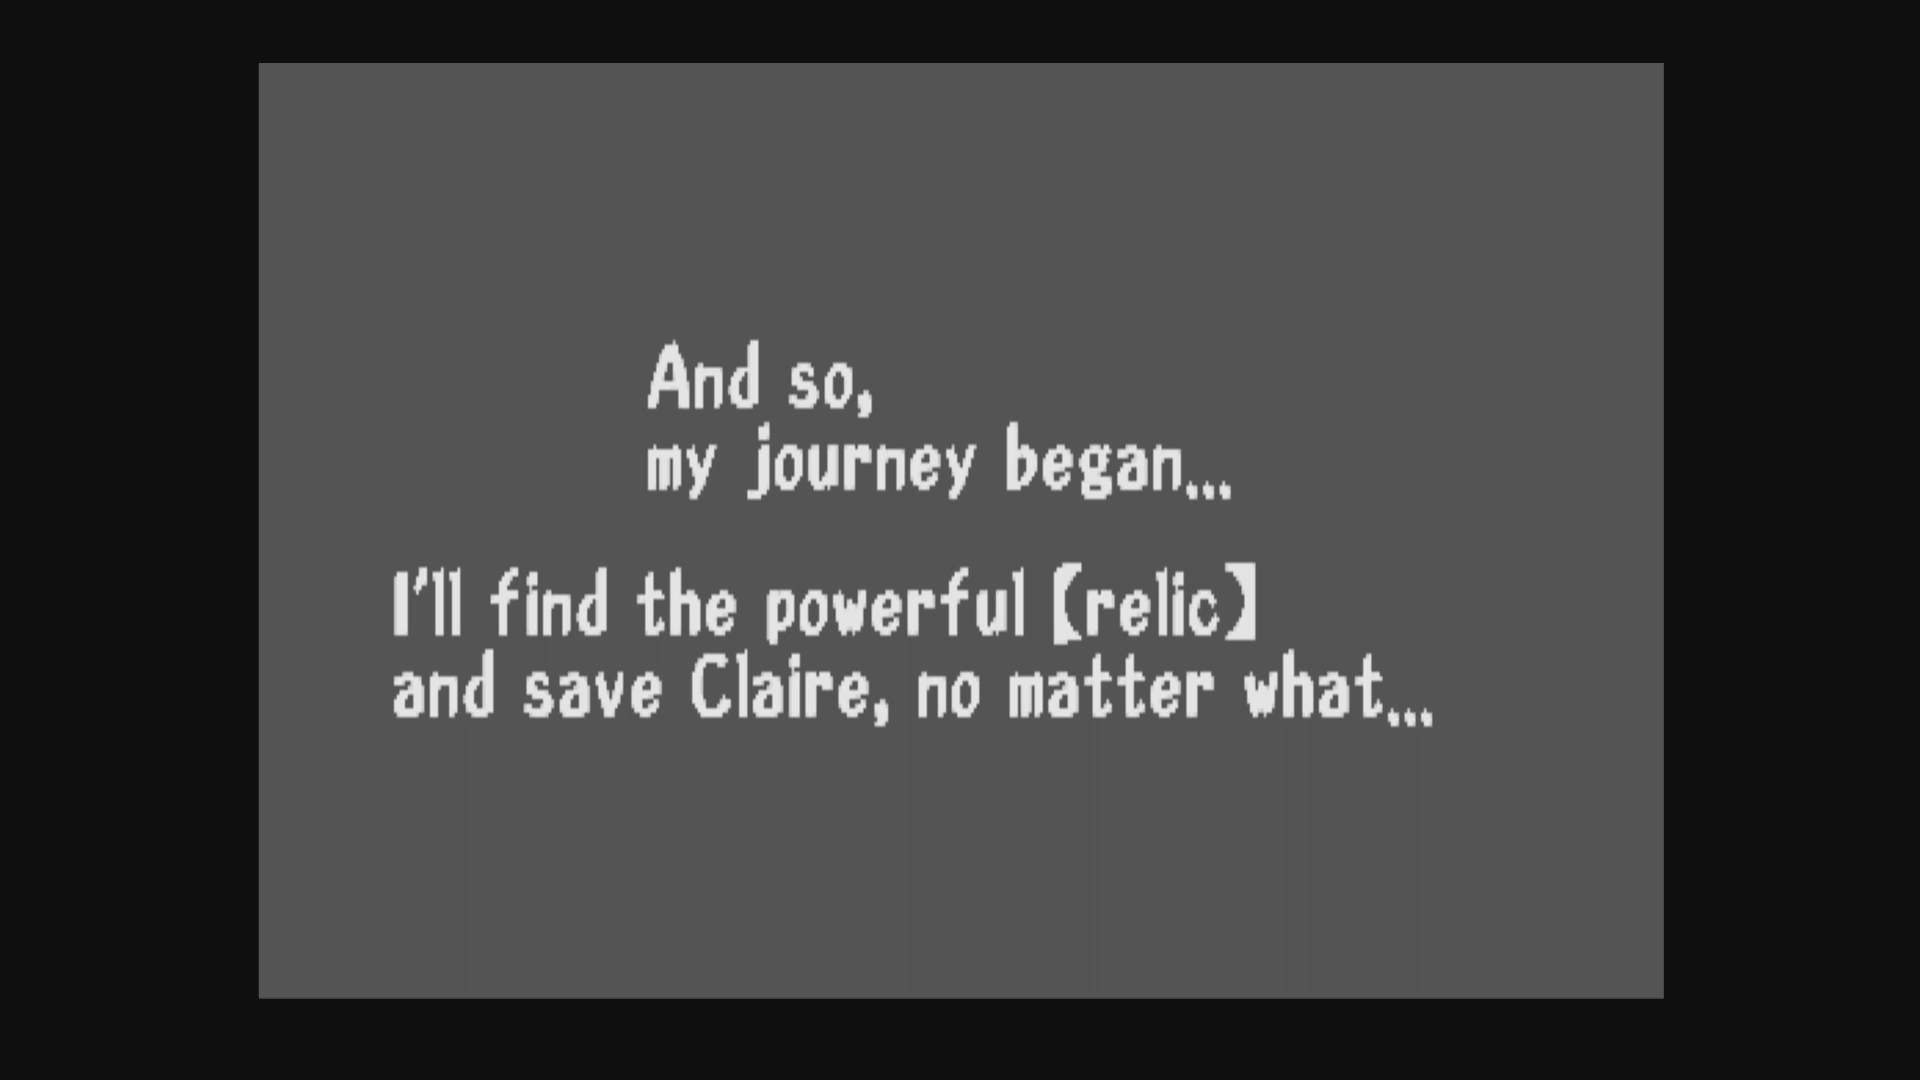 And so,
my journey began...
I'll find the powerful【relic】
and save Claire, no matter what...